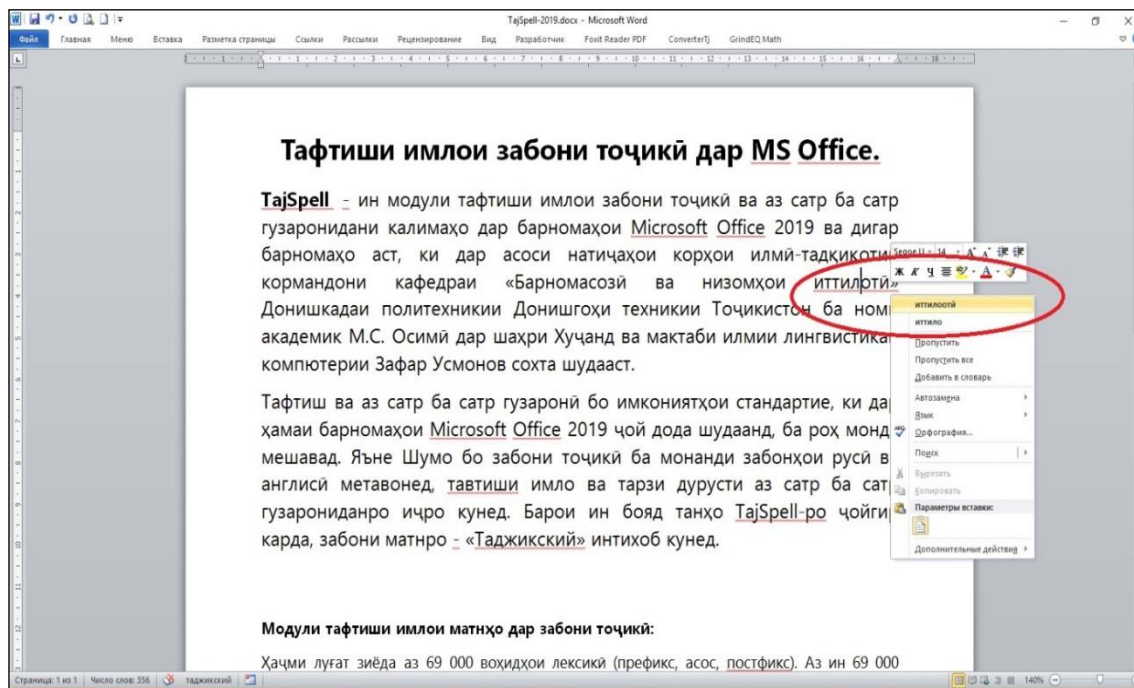 TajSpell-2019.docx - Microsoft Word
Файл Главная Меню Вставка Разметка страницы Ссылки Рассылки Рецензирование Вид Разработчик Foxit Reader PDF ConverterTj GrindEQ Math
Тафтиши имлои забони тоҷикӣ дар MS Office.
TajSpell - ин модули тафтиши имлои забони тоҷикӣ ва аз сатр ба сатр
гузаронидани калимаҳо дар барномаҳои Microsoft Office 2019 ва дигар
барномаҳо аст, ки дар асоси натиҷаҳои корҳои илмӣ-тадқиқоти
Segoe U 14
кормандони кафедраи «Барномасозӣ ва низомҳои иттилотӣ»
Ж К Ч
Донишкадаи политехникии Донишгоҳи техникии Тоҷикистон ба номи
академик М.С. Осимӣ дар шаҳри Хуҷанд ва мактаби илмии лингвистика
компютерии Зафар Усмонов сохта шудааст.
Тафтиш ва аз сатр ба сатр гузаронӣ бо имкониятҳои стандартие, ки да
ҳамаи барномаҳои Microsoft Office 2019 ҷой дода шудаанд, ба роҳ монд
мешавад. Яъне Шумо бо забони тоҷикӣ ба монанди забонҳои русӣ в
англисӣ метавонед, тавтиши имло ва тарзи дурусти аз сатр ба сат
гузарониданро иҷро кунед. Барои ин бояд танҳо TajSpell-ро ҷойги
карда, забони матнро - «Таджикский» интихоб кунед.
иттилоотӣ
иттило
Пропустить
Пропустить все
Добавить в словарь
Автозамена
Язык
Орфография...
Поиск
Вырезать
Копировать
Параметры вставки:
Дополнительные действия
Модули тафтиши имлои матнҳо дар забони тоҷикӣ:
Ҳаҷми луғат зиёда аз 69 000 воҳидҳои лексикӣ (префикс, асос, постфикс). Аз ин 69 000
Страница: 1 из 1 Число слов: 356 таджикский 140%